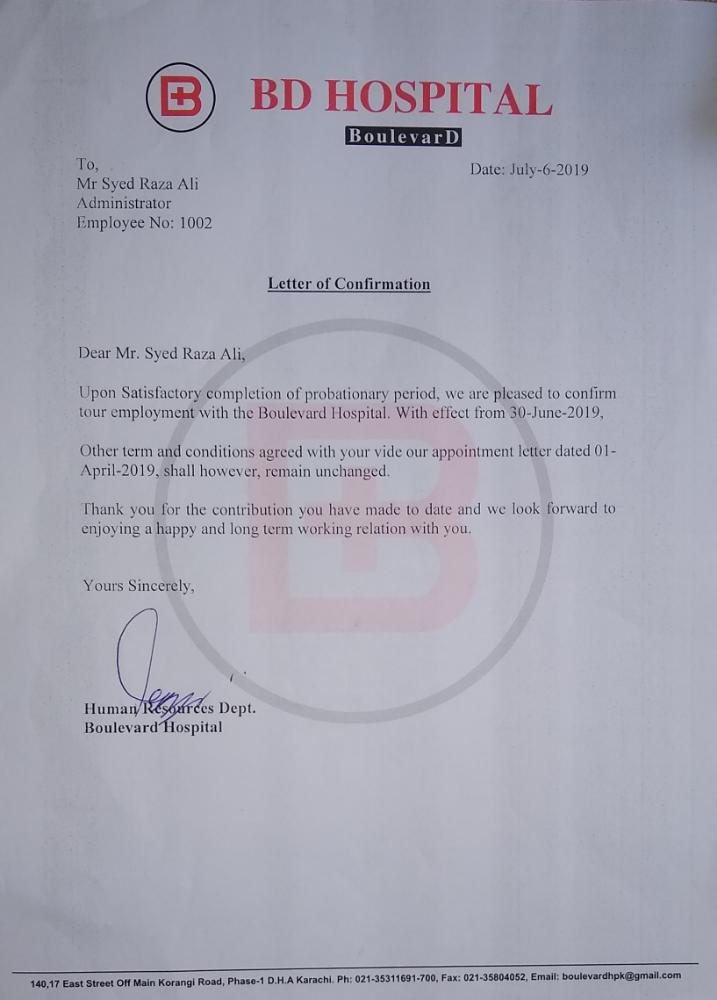 B
BD HOSPITAL
BoulevarD
To,
Date: July-6-2019
Mr Syed Raza Ali
Administrator
Employee No: 1002
Letter of Confirmation
Dear Mr. Syed Raza Ali,
Upon Satisfactory completion of probationary period, we are pleased to confirm
tour employment with the Boulevard Hospital. With effect from 30-June-2019,
Other term and conditions agreed with your vide our appointment letter dated 01-
April-2019, shall however, remain unchanged.
Thank you for the contribution you have made to date and we look forward to
enjoying a happy and long term working relation with you.
Yours Sincerely,
Human Resources Dept.
Boulevard Hospital
140,17 East Street Off Main Korangi Road, Phase-1 D.H.A Karachi. Ph: 021-35311691-700, Fax: 021-35804052, Email: boulevardhpk@gmail.com